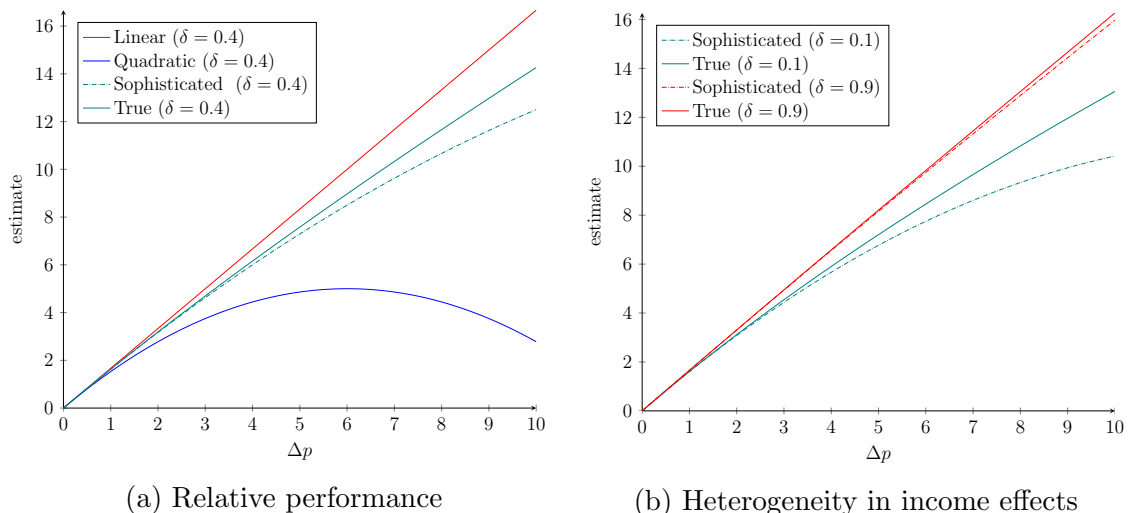 16
14
12
10
8
6
4
2
0
estimate
Linear (δ = 0.4)
Quadratic (δ = 0.4)
Sophisticated (δ = 0.4)
True (δ = 0.4)
0 1 2 3 4 5 6 7 8 9 10
Δp
(a) Relative performance
16
14
12
10
8
6
4
2
0
estimate
Sophisticated (δ = 0.1)
True (δ = 0.1)
Sophisticated (δ = 0.9)
True (δ = 0.9)
0 1 2 3 4 5 6 7 8 9 10
Δp
(b) Heterogeneity in income effects